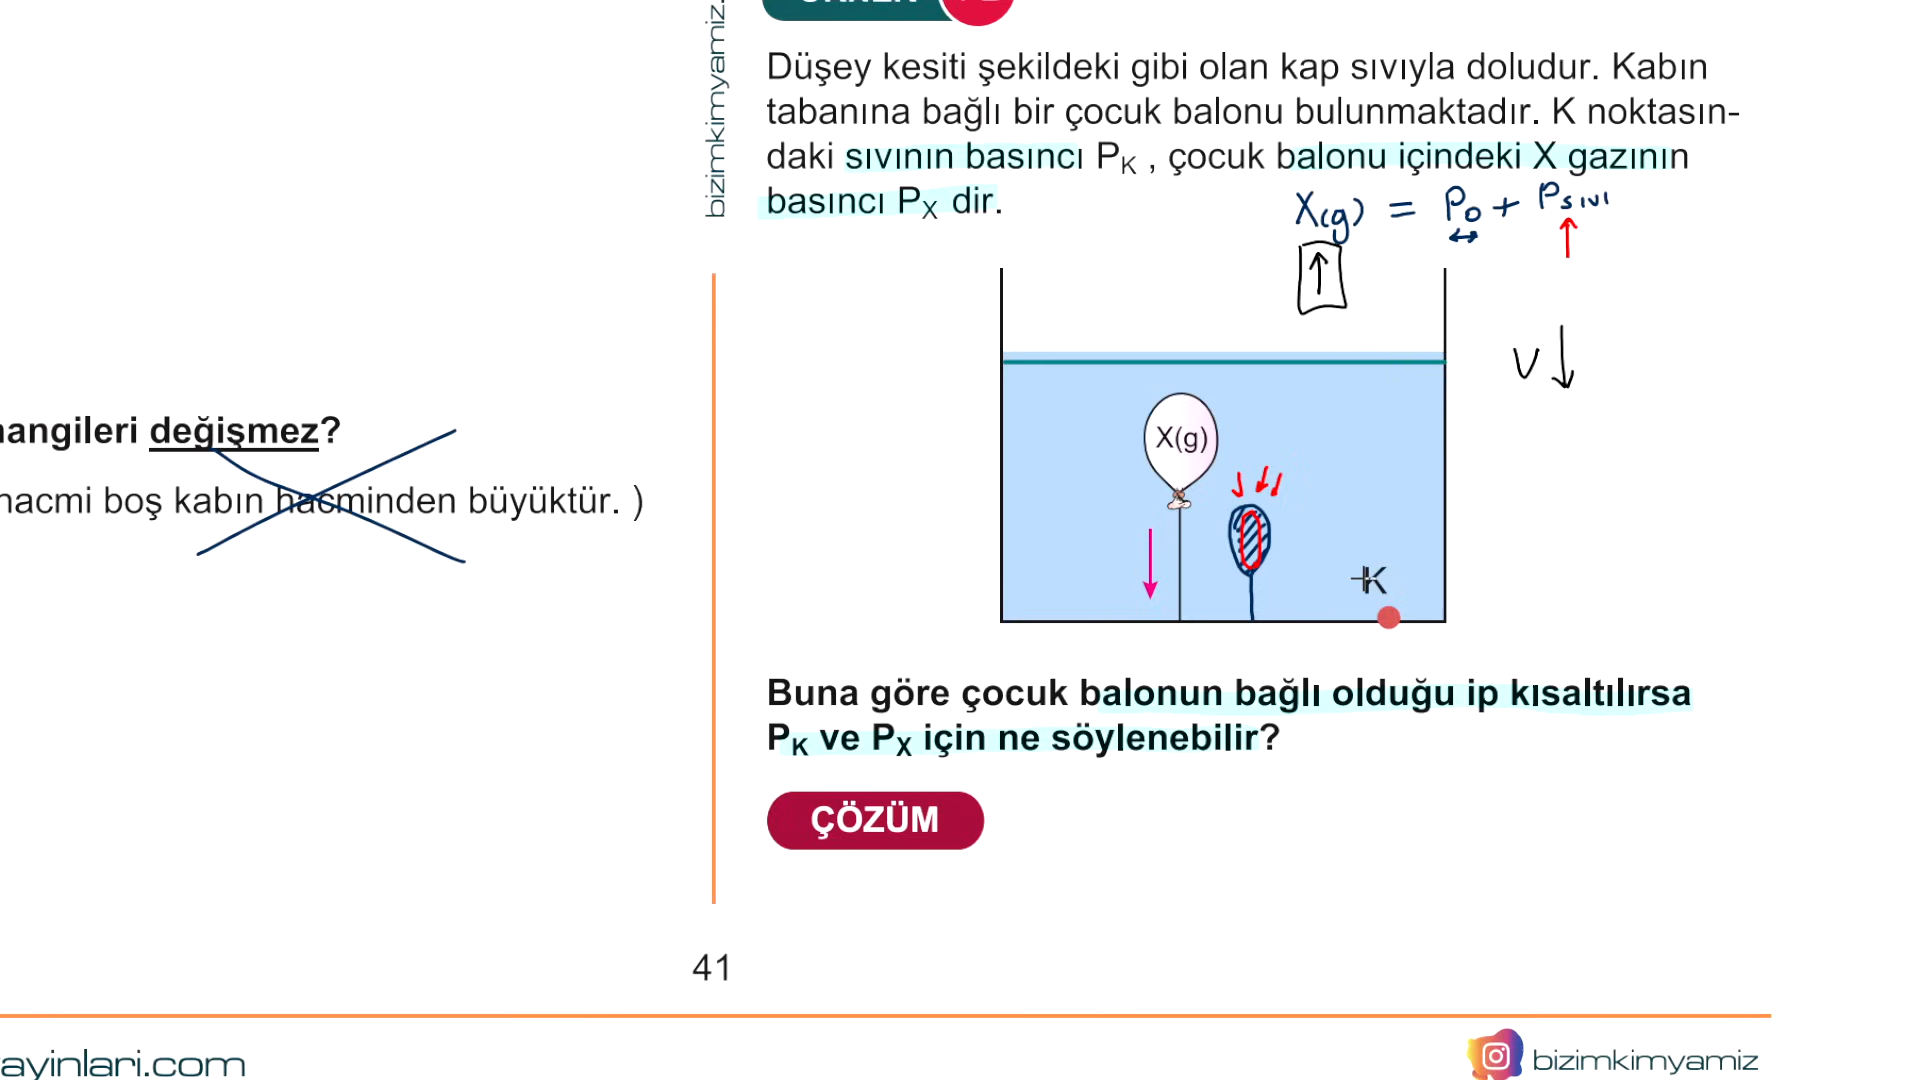 bizimkimyamiz.
Düşey kesiti şekildeki gibi olan kap sıvıyla doludur. Kabın
tabanına bağlı bir çocuk balonu bulunmaktadır. K noktasın-
daki sıvının basıncı PK , çocuk balonu içindeki X gazının
basıncı PX dir.
X(g) = P0 + Psıvı
V
hangileri değişmez?
hacmi boş kabın hacminden büyüktür. )
X(g)
K
Buna göre çocuk balonun bağlı olduğu ip kısaltılırsa
PK ve PX için ne söylenebilir?
ÇÖZÜM
41
ayinlari.com
bizimkimyamiz